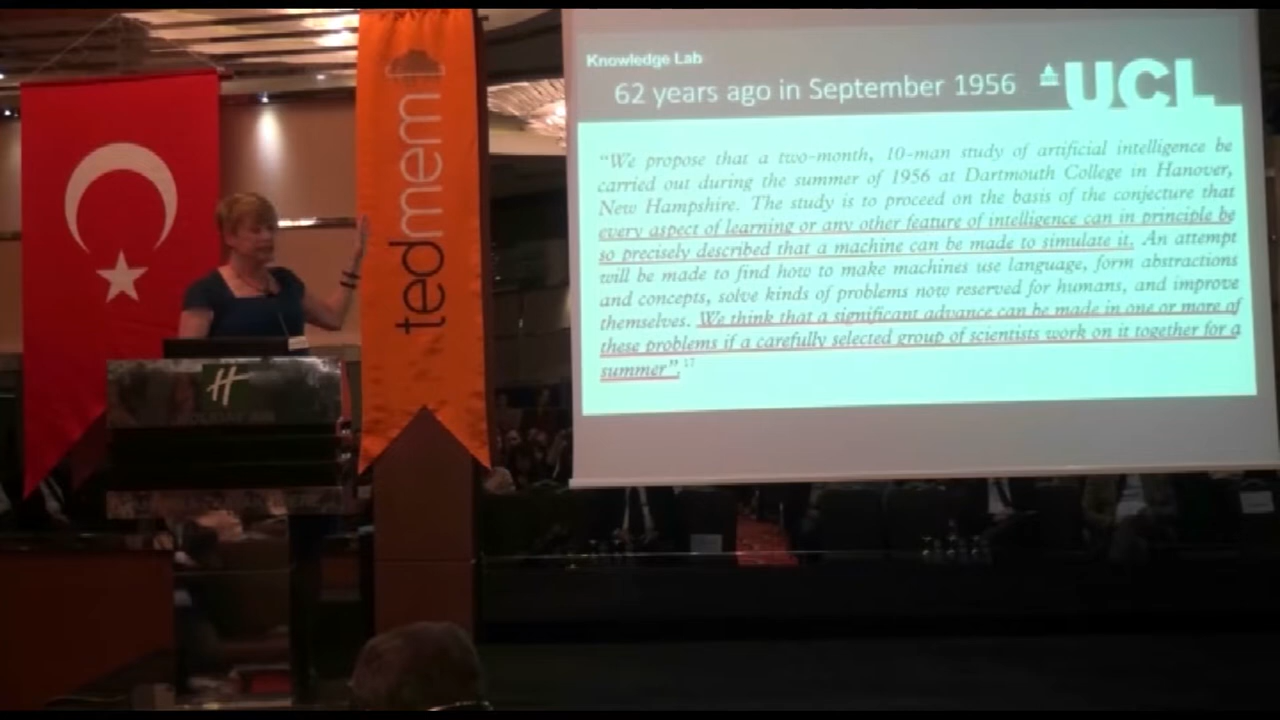 tedmem
H
Knowledge Lab
62 years ago in September 1956
UCL
“We propose that a two-month, 10-man study of artificial intelligence be
carried out during the summer of 1956 at Dartmouth College in Hanover,
New Hampshire. The study is to proceed on the basis of the conjecture that
every aspect of learning or any other feature of intelligence can in principle be
so precisely described that a machine can be made to simulate it. An attempt
will be made to find how to make machines use language, form abstractions
and concepts, solve kinds of problems now reserved for humans, and improve
themselves. We think that a significant advance can be made in one or more of
these problems if a carefully selected group of scientists work on it together for a
summer”.17